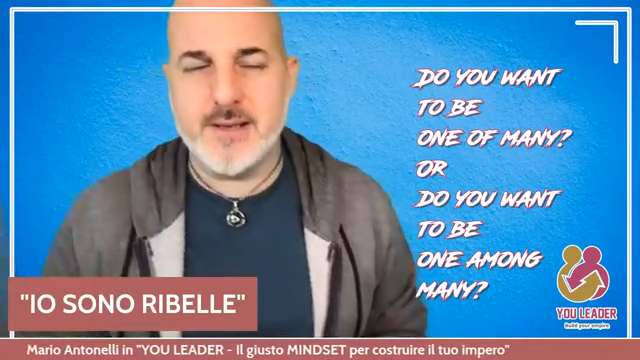 DO YOU WANT
TO BE
ONE OF MANY?
OR
DO YOU WANT
TO BE
ONE AMONG
MANY?
"IO SONO RIBELLE"
YOU LEADER
Build your empire
Mario Antonelli in "YOU LEADER - Il giusto MINDSET per costruire il tuo impero"